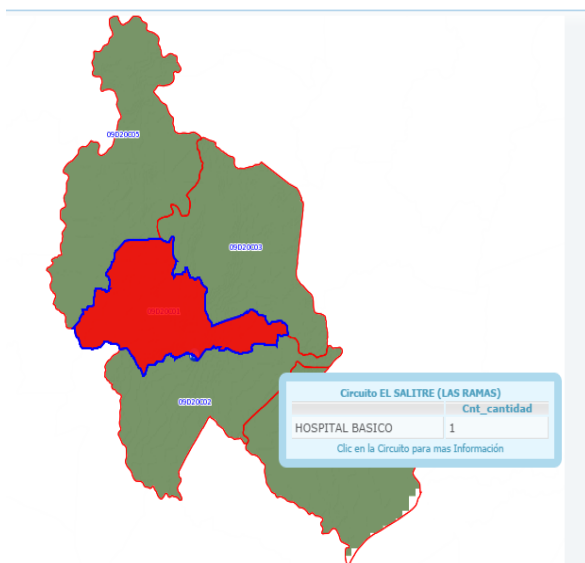 09D20C05
09D20C03
09D20C02
Circuito EL SALITRE (LAS RAMAS)
Cnt_cantidad
HOSPITAL BASICO 1
Clic en la Circuito para mas Información